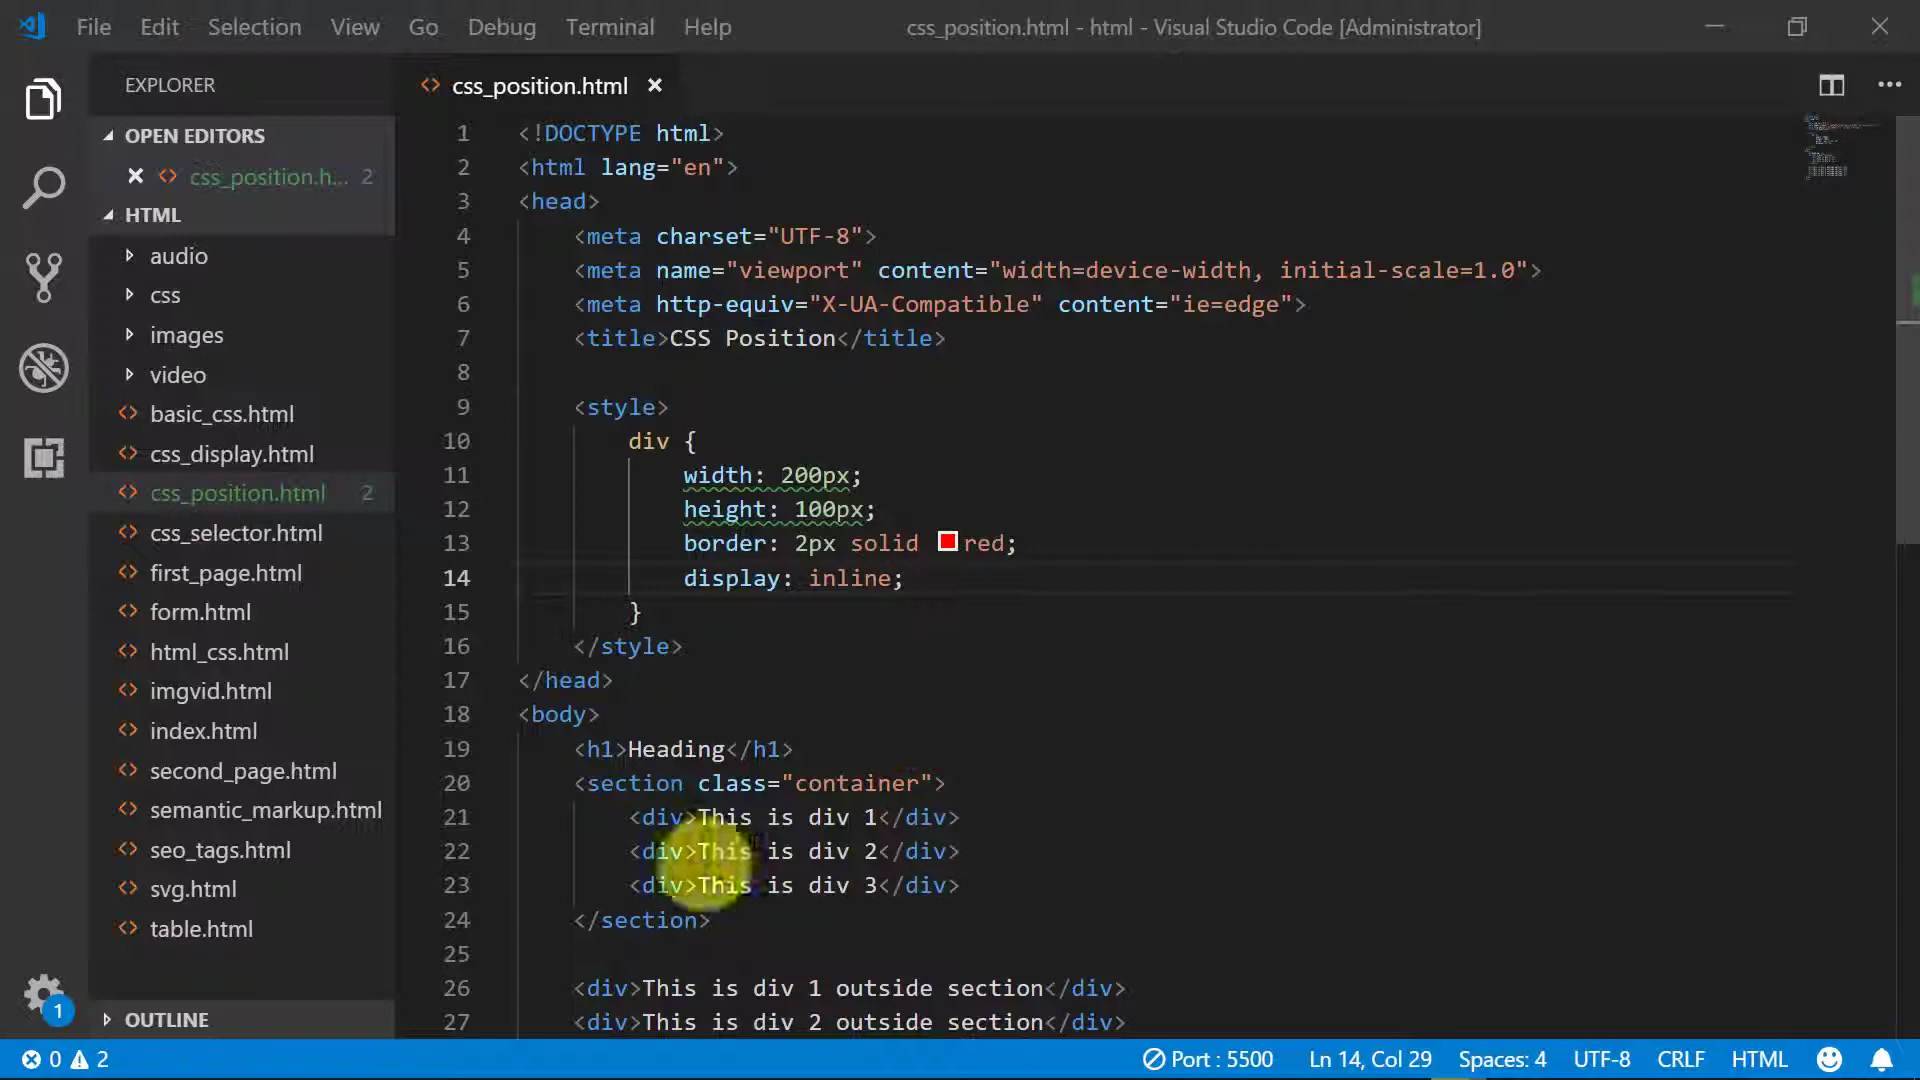 File Edit Selection View Go Debug Terminal Help css_position.html - html - Visual Studio Code [Administrator]
EXPLORER
OPEN EDITORS
css_position.h... 2
HTML
audio
css
images
video
basic_css.html
css_display.html
css_position.html 2
css_selector.html
first_page.html
form.html
html_css.html
imgvid.html
index.html
second_page.html
semantic_markup.html
seo_tags.html
svg.html
table.html
OUTLINE
1
css_position.html
1 <!DOCTYPE html>
2 <html lang="en">
3 <head>
4 <meta charset="UTF-8">
5 <meta name="viewport" content="width=device-width, initial-scale=1.0">
6 <meta http-equiv="X-UA-Compatible" content="ie=edge">
7 <title>CSS Position</title>
8
9 <style>
10 div {
11 width: 200px;
12 height: 100px;
13 border: 2px solid red;
14 display: inline;
15 }
16 </style>
17 </head>
18 <body>
19 <h1>Heading</h1>
20 <section class="container">
21 <div>This is div 1</div>
22 <div>This is div 2</div>
23 <div>This is div 3</div>
24 </section>
25
26 <div>This is div 1 outside section</div>
27 <div>This is div 2 outside section</div>
0 2 Port : 5500 Ln 14, Col 29 Spaces: 4 UTF-8 CRLF HTML